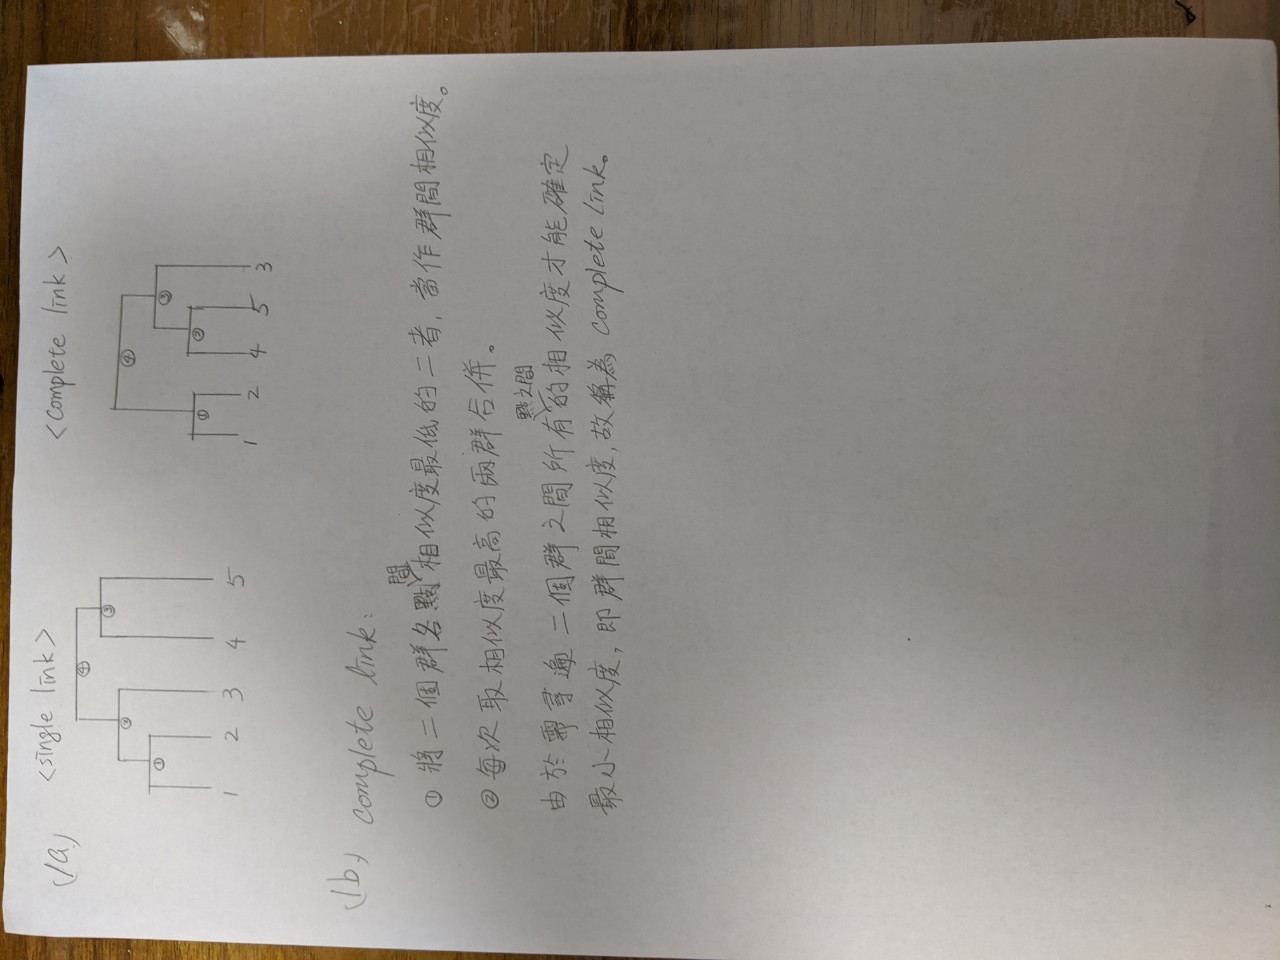 (1a) <single link> <complete link>
④
③
②
①
1 2 3 4 5
④
③
① ②
1 2 4 5 3
(1b) complete link:
① 將二個群各點間相似度最低的二者,當作群間相似度。
② 每次取相似度最高的兩群合併。
由於需尋遍二個群之間所有點之間的相似度才能確定
最小相似度,即群間相似度,故稱為 complete link。